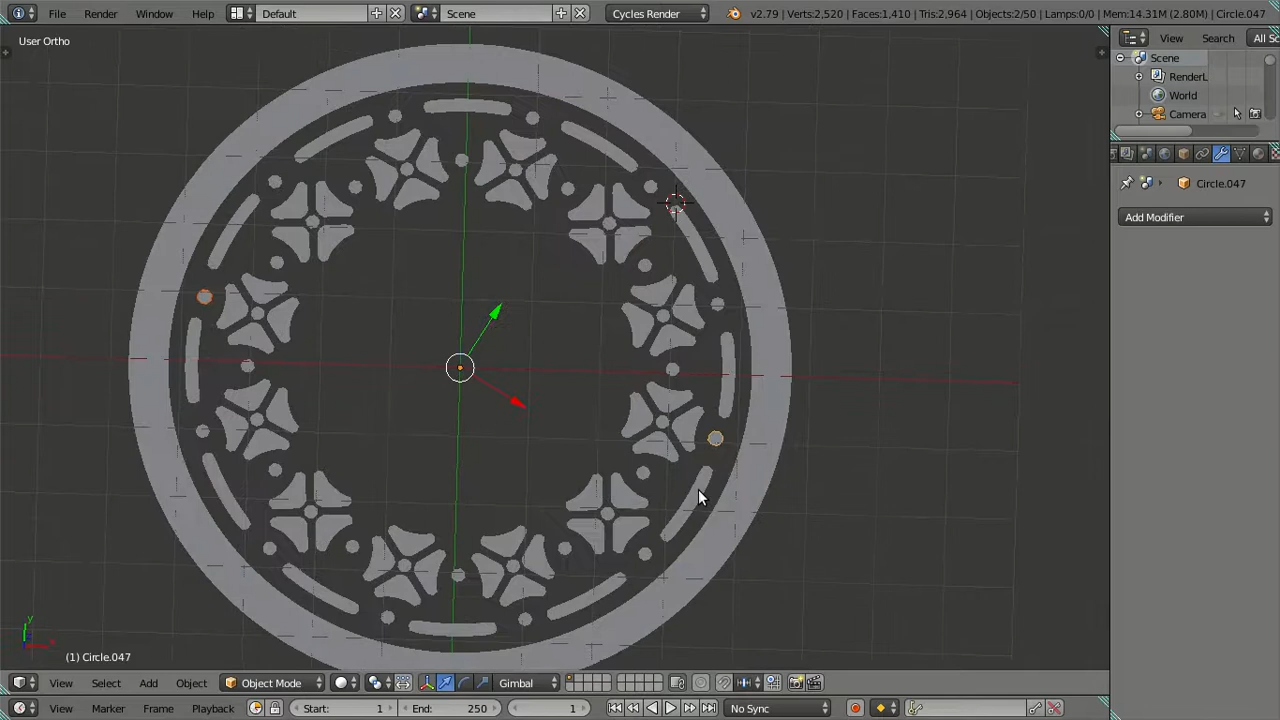 File Render Window Help Default Scene Cycles Render v2.79 | Verts:2,520 | Faces:1,410 | Tris:2,964 | Objects:2/50 | Lamps:0/0 | Mem:14.31M (2.80M) | Circle.047
User Ortho
View Search All Sc
Scene
RenderL
World
Camera
Circle.047
Add Modifier
y
(1) Circle.047
View Select Add Object Object Mode Gimbal
View Marker Frame Playback Start: 1 End: 250 1 No Sync